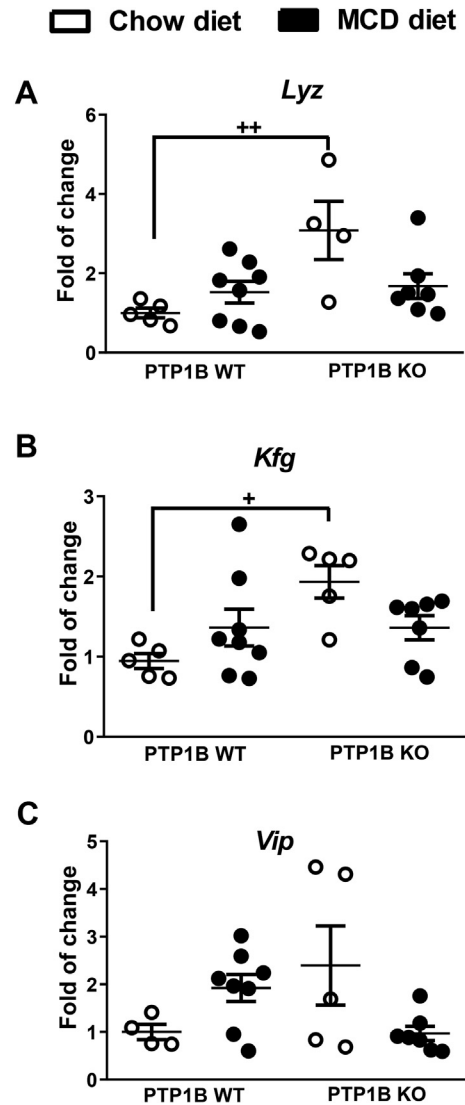 Chow diet MCD diet
A
Lyz
++
Fold of change
6
4
2
0
PTP1B WT PTP1B KO
B
Kfg
+
Fold of change
3
2
1
0
PTP1B WT PTP1B KO
C
Vip
Fold of change
5
4
3
2
1
0
PTP1B WT PTP1B KO